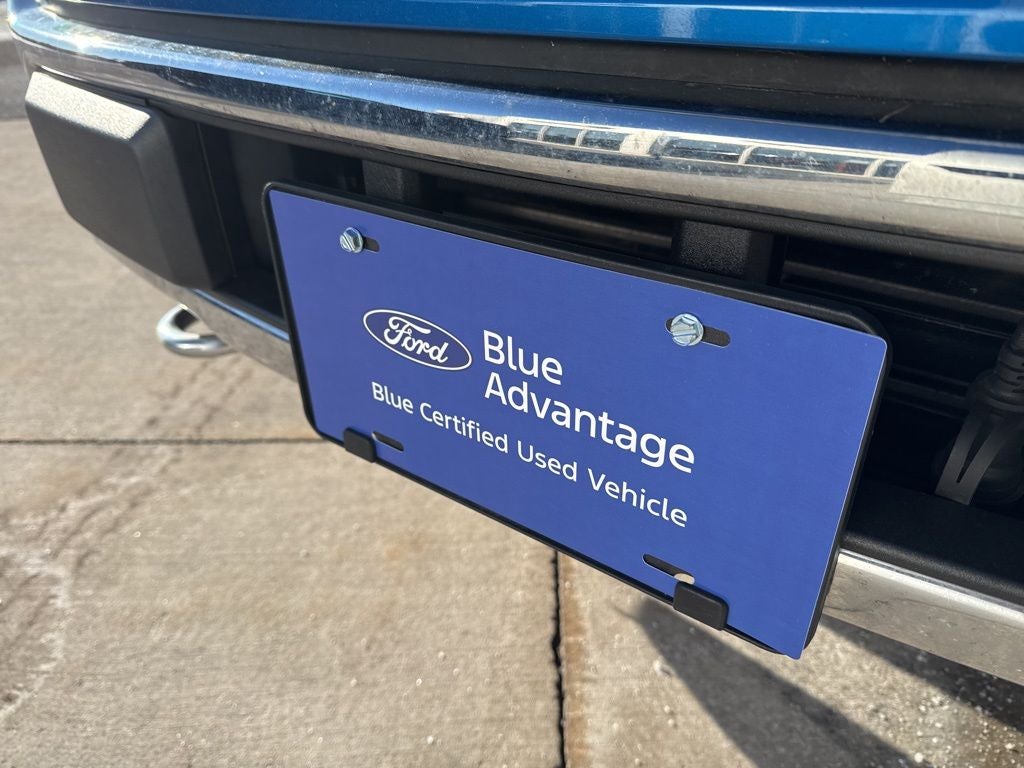 Ford
Blue
Advantage
Blue Certified Used Vehicle